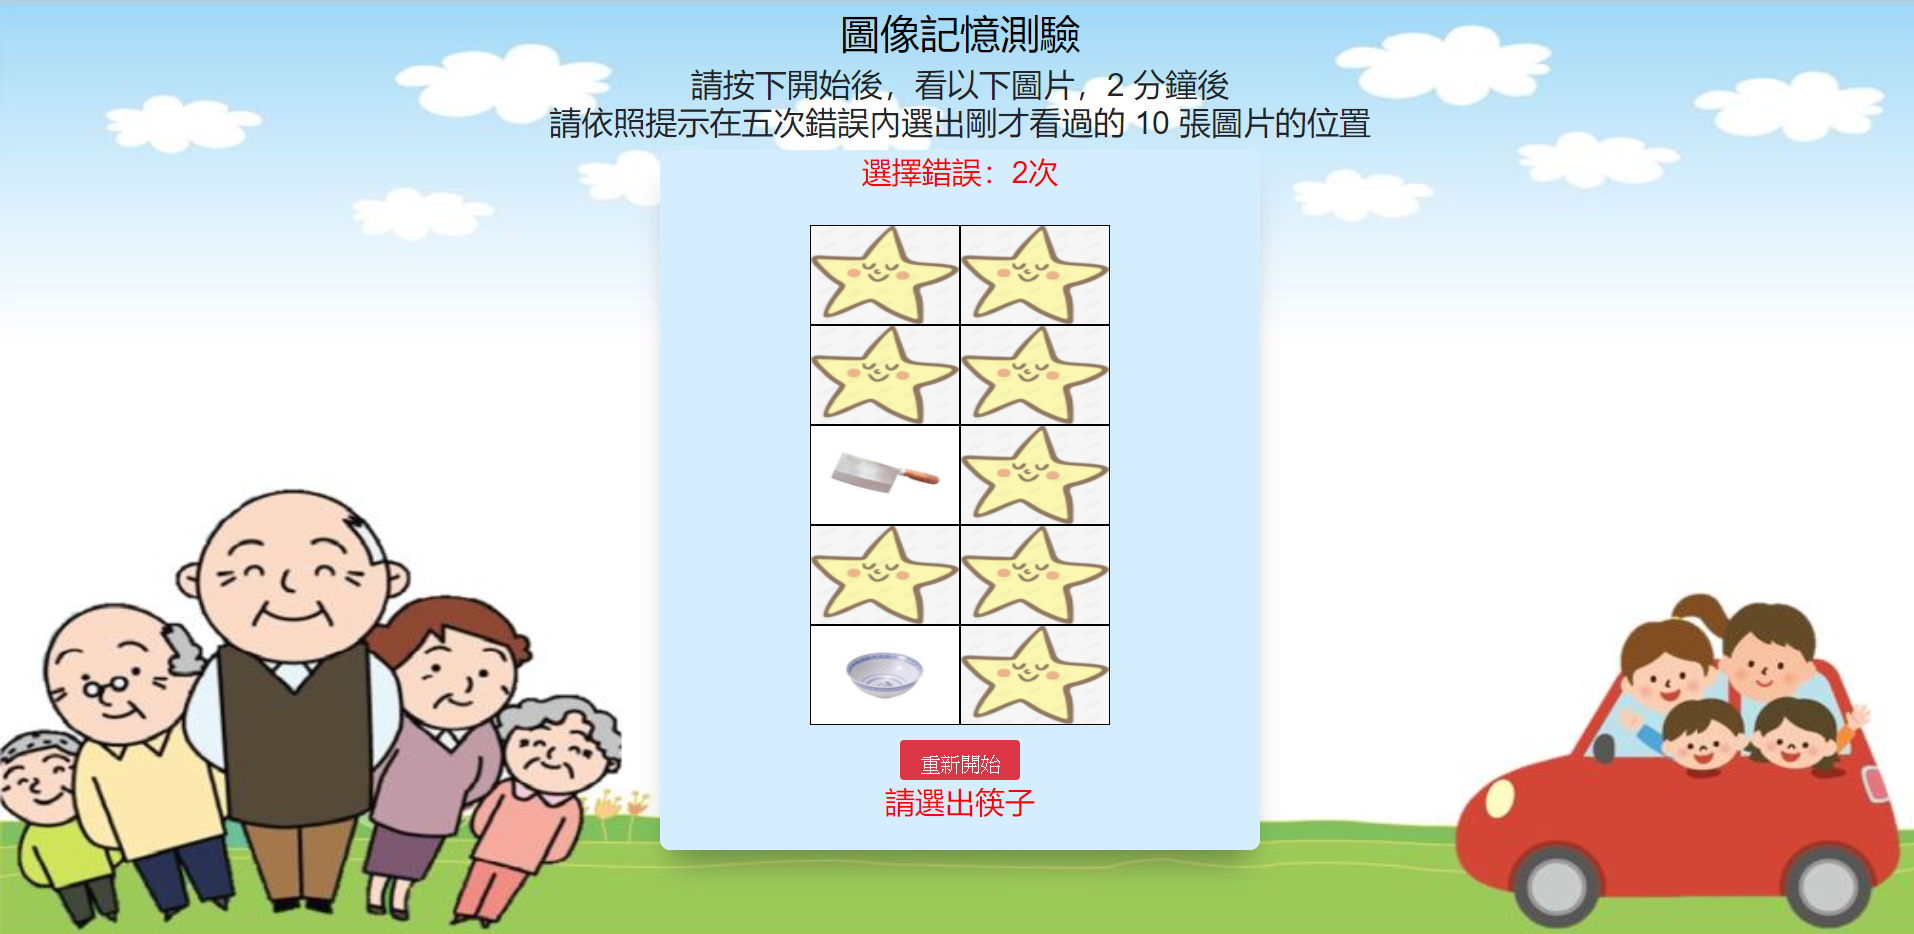 圖像記憶測驗
請按下開始後，看以下圖片，2 分鐘後
請依照提示在五次錯誤內選出剛才看過的 10 張圖片的位置
選擇錯誤：2次
重新開始
請選出筷子